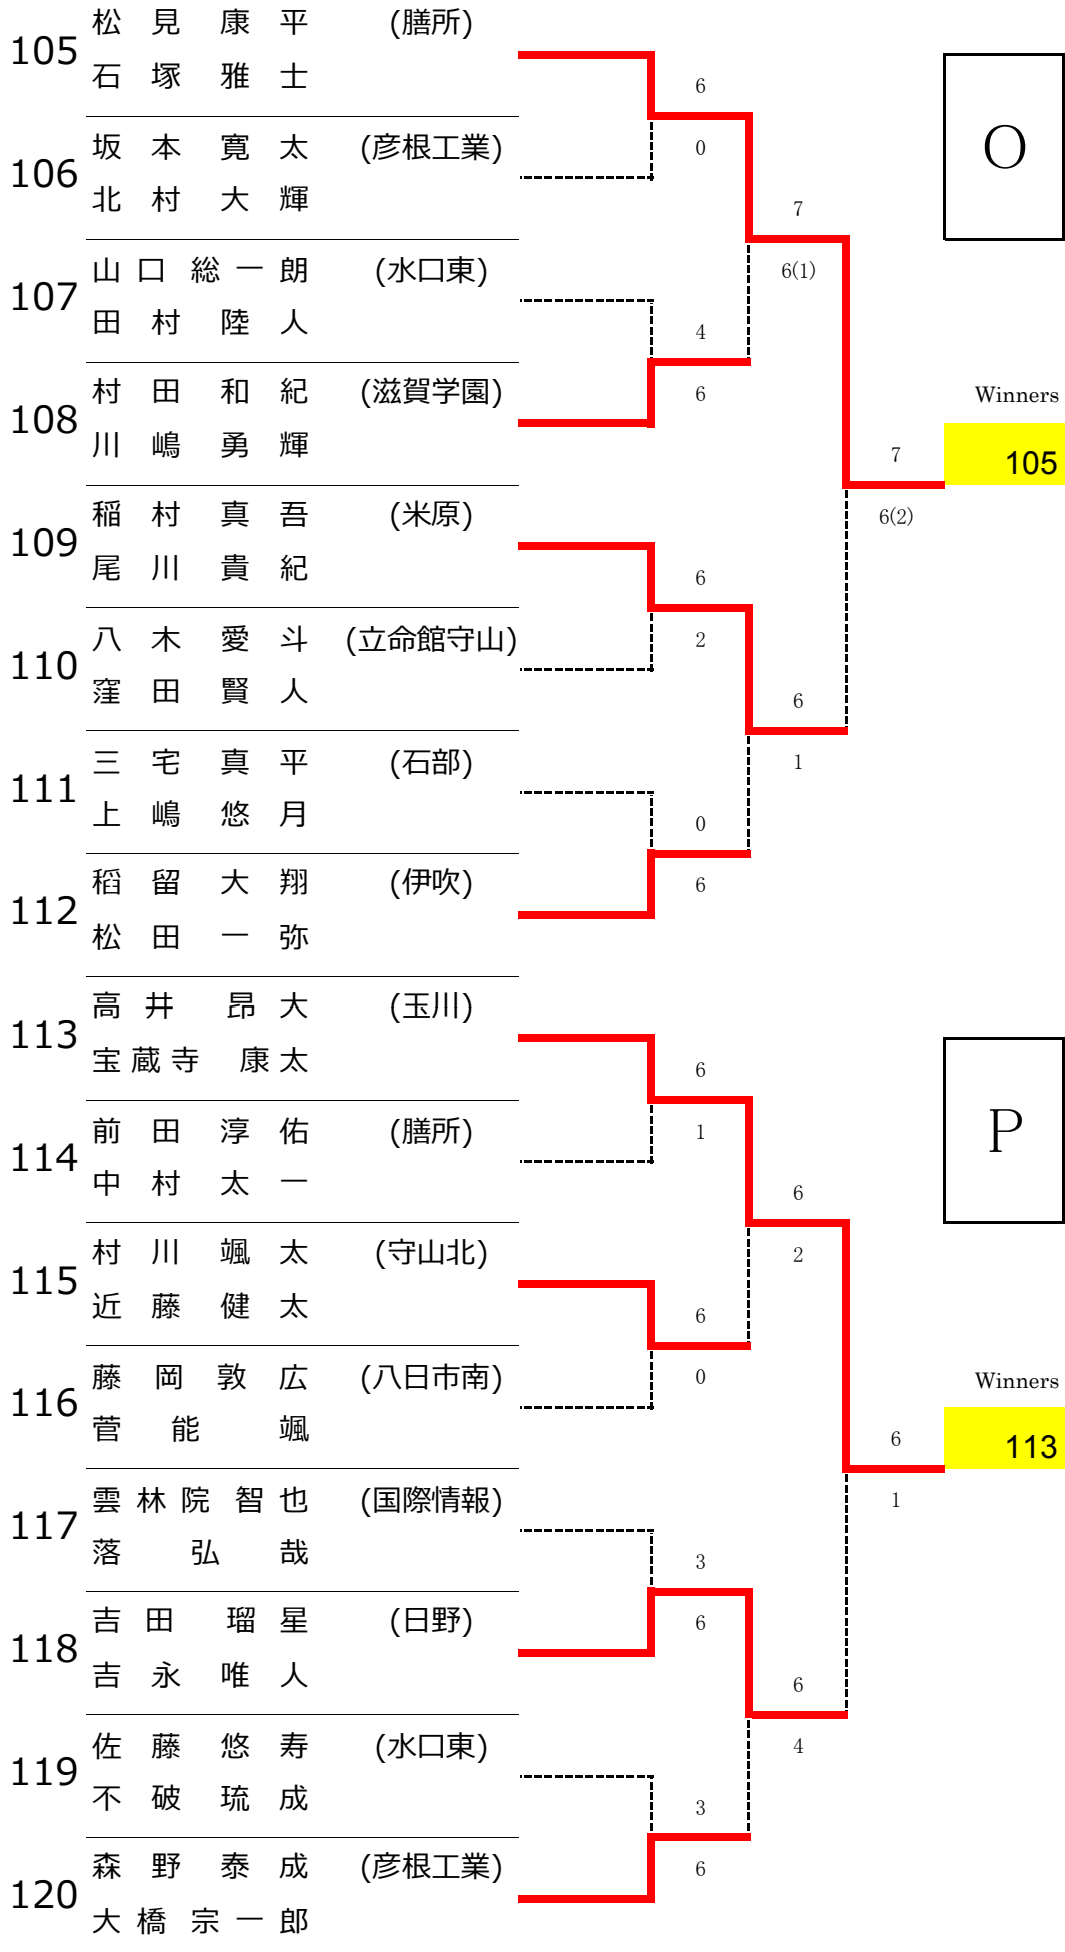 松見康平 (膳所)
105
石塚雅士
6
坂本寛太 (彦根工業)
O
106
0
北村大輝
7
山口総一朗 (水口東)
6(1)
107
田村陸人
4
村田和紀 (滋賀学園)
6
Winners
108
川嶋勇輝
7
105
稲村真吾 (米原)
6(2)
109
尾川貴紀
6
八木愛斗 (立命館守山)
2
110
窪田賢人
6
三宅真平 (石部)
1
111
上嶋悠月
0
稻留大翔 (伊吹)
6
112
松田一弥
高井昂大 (玉川)
113
宝蔵寺康太
6
前田淳佑 (膳所)
1
P
114
中村太一
6
村川颯太 (守山北)
2
115
近藤健太
6
藤岡敦広 (八日市南)
0
Winners
116
菅能颯
6
113
雲林院智也 (国際情報)
1
117
落弘哉
3
吉田瑠星 (日野)
6
118
吉永唯人
6
佐藤悠寿 (水口東)
4
119
不破琉成
3
森野泰成 (彦根工業)
6
120
大橋宗一郎